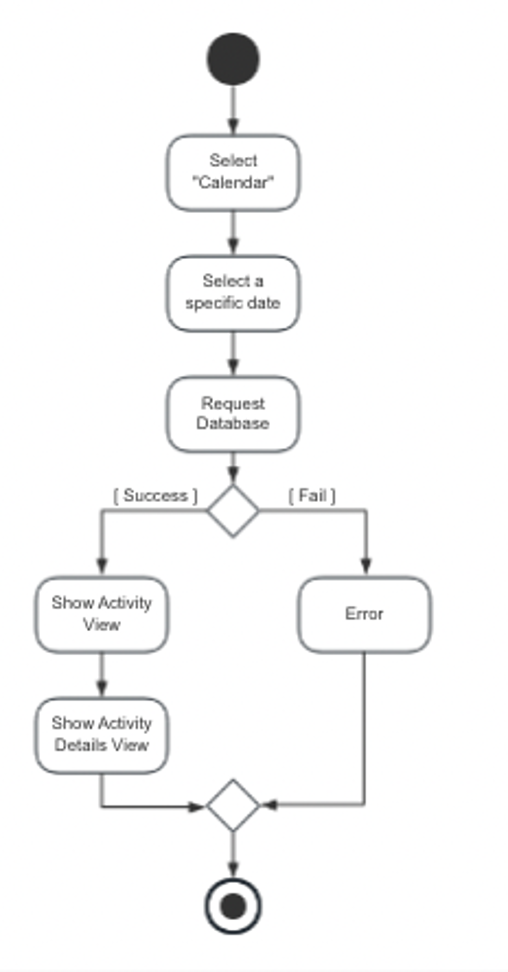 Select
"Calendar"
Select a
specific date
Request
Database
[ Success ]
[ Fail ]
Show Activity
View
Error
Show Activity
Details View